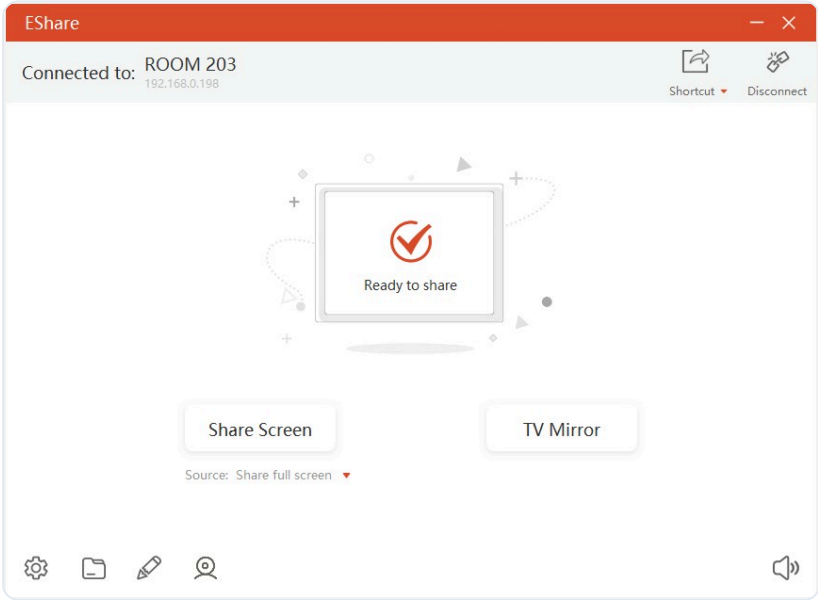 EShare
Connected to: ROOM 203
192.168.0.198
Shortcut
Disconnect
Ready to share
Share Screen
TV Mirror
Source: Share full screen